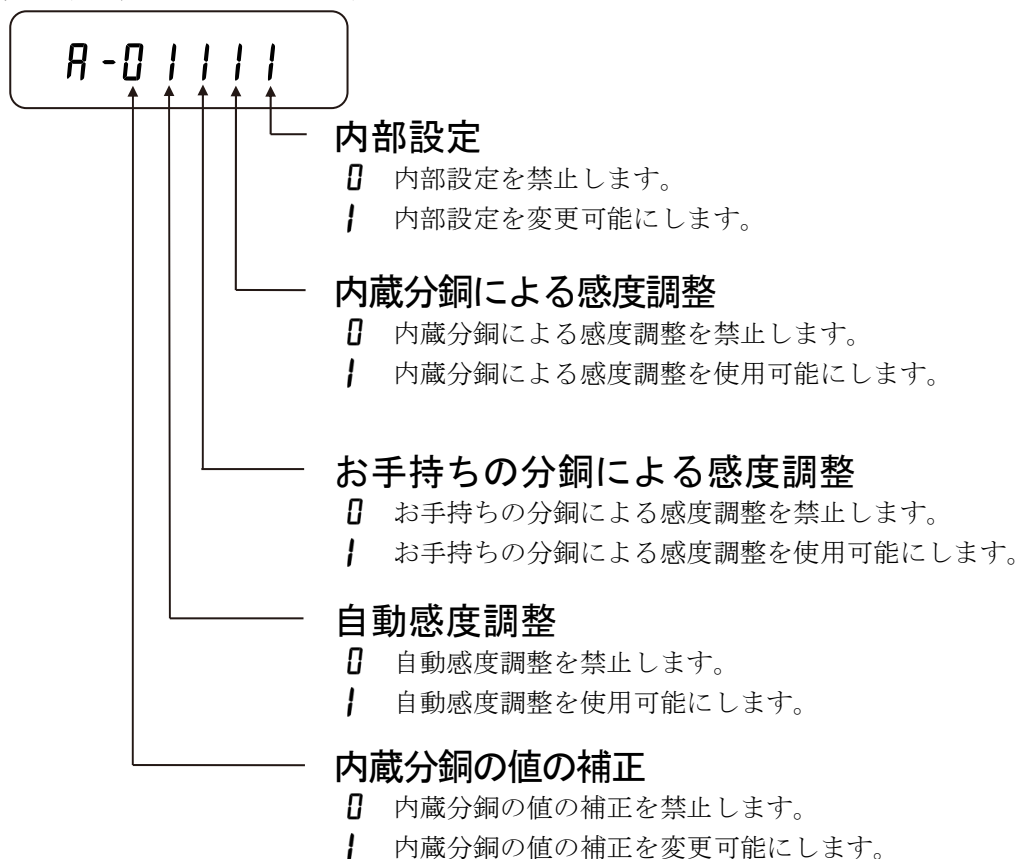 A-01111
内部設定
0 内部設定を禁止します。
1 内部設定を変更可能にします。
内蔵分銅による感度調整
0 内蔵分銅による感度調整を禁止します。
1 内蔵分銅による感度調整を使用可能にします。
お手持ちの分銅による感度調整
0 お手持ちの分銅による感度調整を禁止します。
1 お手持ちの分銅による感度調整を使用可能にします。
自動感度調整
0 自動感度調整を禁止します。
1 自動感度調整を使用可能にします。
内蔵分銅の値の補正
0 内蔵分銅の値の補正を禁止します。
1 内蔵分銅の値の補正を変更可能にします。